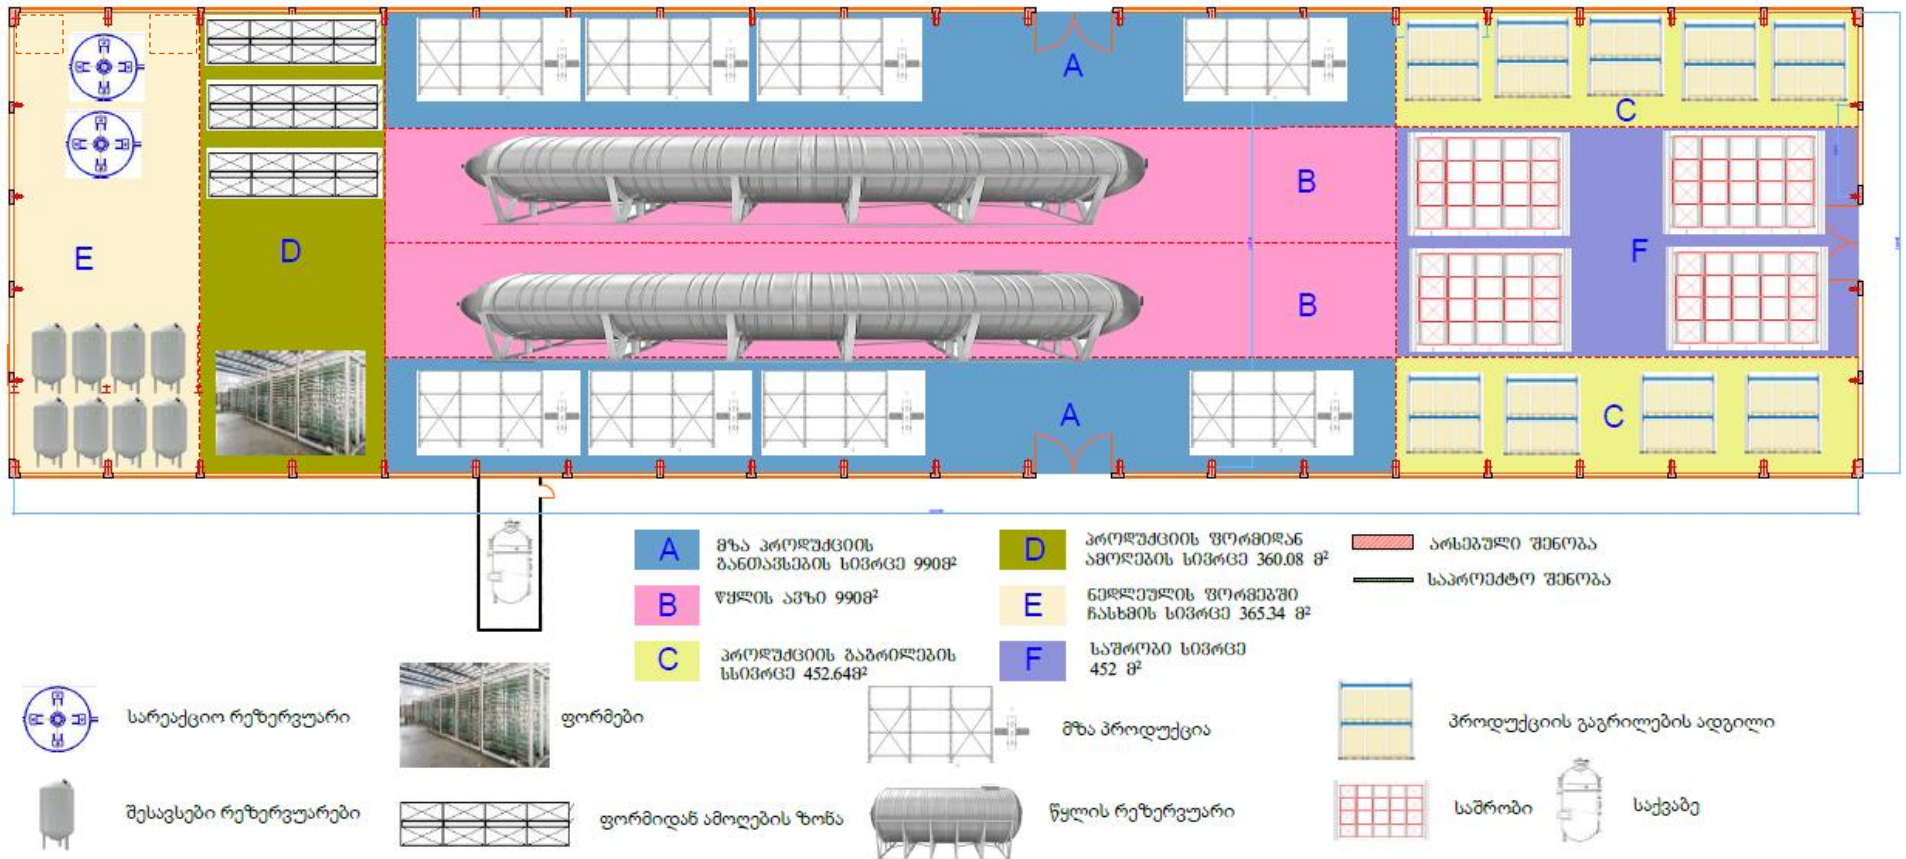 A
C
B
E
D
F
B
A
C
A
მზა პროდუქციის
განთავსების სივრცე 990მ²
B
წყლის ავზი 990მ²
C
პროდუქციის გაგრილების
სსივრცე 452.64მ²
D
პროდუქციის ფორმიდან
ამოღების სივრცე 360.08 მ²
E
ნედლეულის ფორმებში
ჩასხმის სივრცე 365.34 მ²
F
საშრობი სივრცე
452 მ²
არსებული შენობა
საპროექტო შენობა
სარეაქციო რეზერვუარი
ფორმები
მზა პროდუქცია
პროდუქციის გაგრილების ადგილი
შესავსები რეზერვუარები
ფორმიდან ამოღების ზონა
წყლის რეზერვუარი
საშრობი
საქვაბე